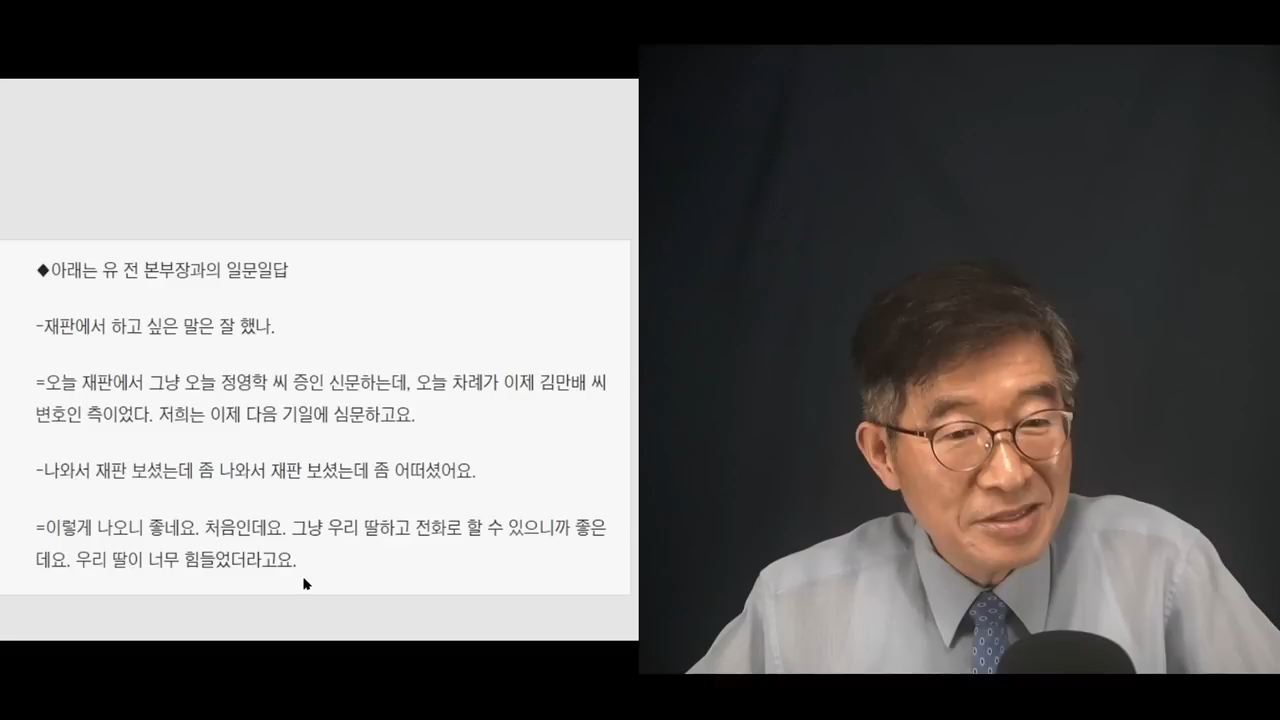 ◆아래는 유 전 본부장과의 일문일답
-재판에서 하고 싶은 말은 잘 했나.
=오늘 재판에서 그냥 오늘 정영학 씨 증인 신문하는데, 오늘 차례가 이제 김만배 씨
변호인 측이었다. 저희는 이제 다음 기일에 심문하고요.
-나와서 재판 보셨는데 좀 나와서 재판 보셨는데 좀 어떠셨어요.
=이렇게 나오니 좋네요. 처음인데요. 그냥 우리 딸하고 전화로 할 수 있으니까 좋은
데요. 우리 딸이 너무 힘들었더라고요.